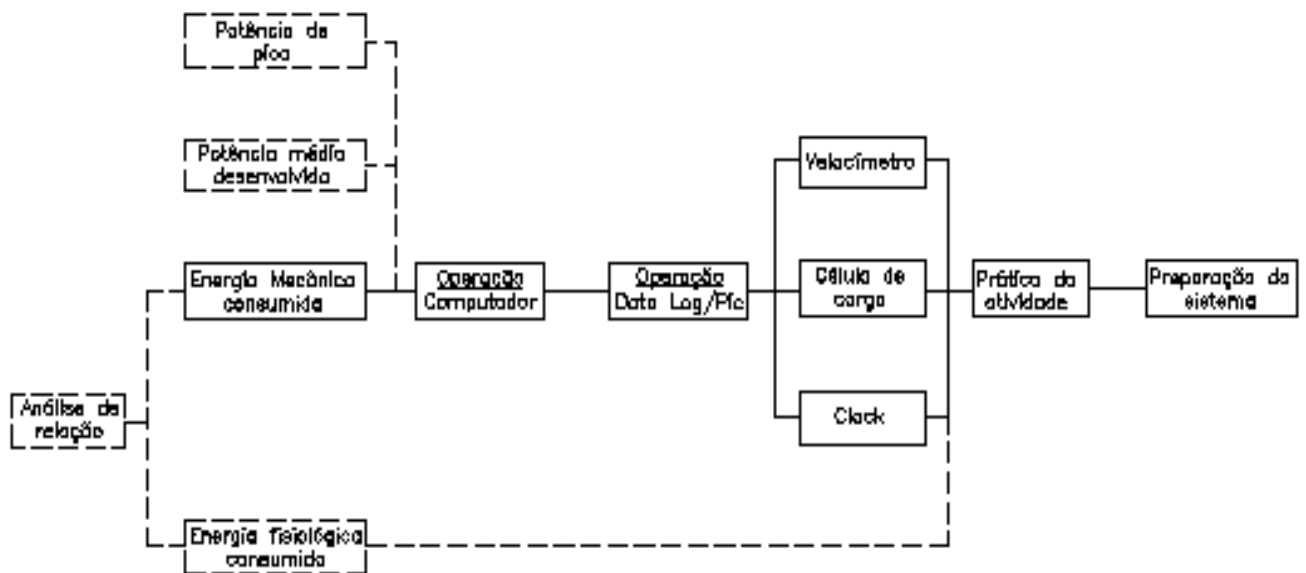 Potência de
pico
Potência média
desenvolvida
Velocímetro
Energia Mecânica
consumida
Operação
Computador
Operação
Data Log/Pic
Célula de
carga
Prática da
atividade
Preparação do
sistema
Análise de
relação
Clock
Energia fisiológica
consumida